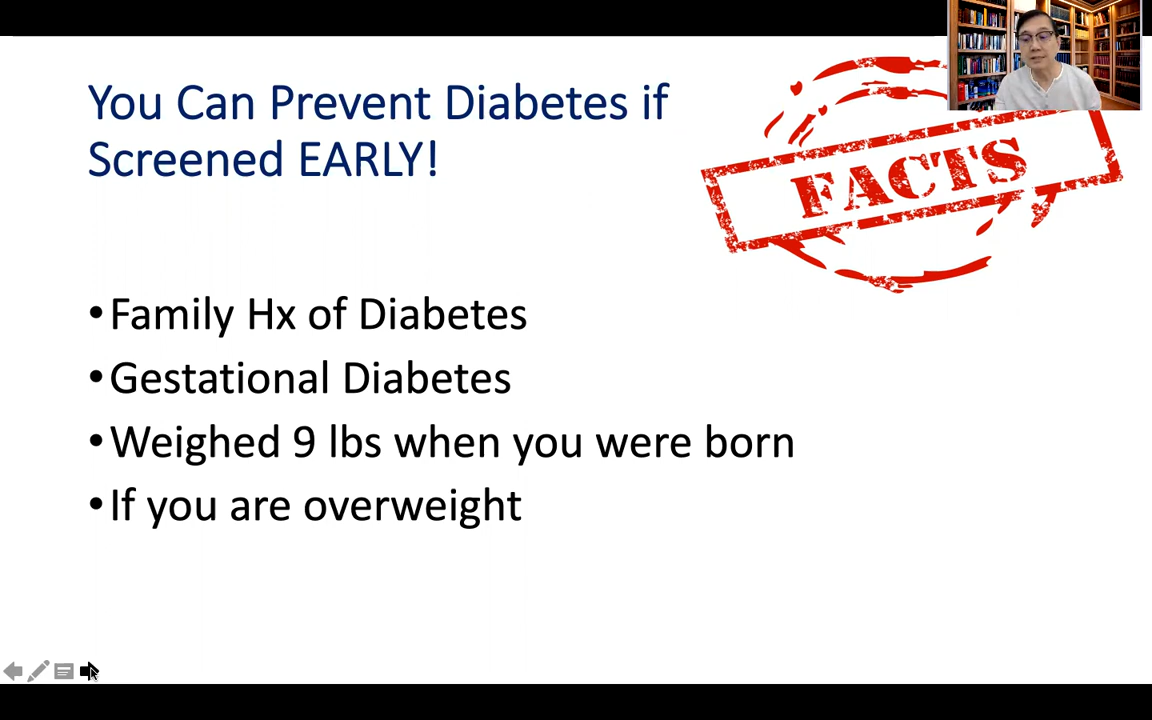 You Can Prevent Diabetes if
Screened EARLY!
FACTS
•Family Hx of Diabetes
•Gestational Diabetes
•Weighed 9 lbs when you were born
•If you are overweight